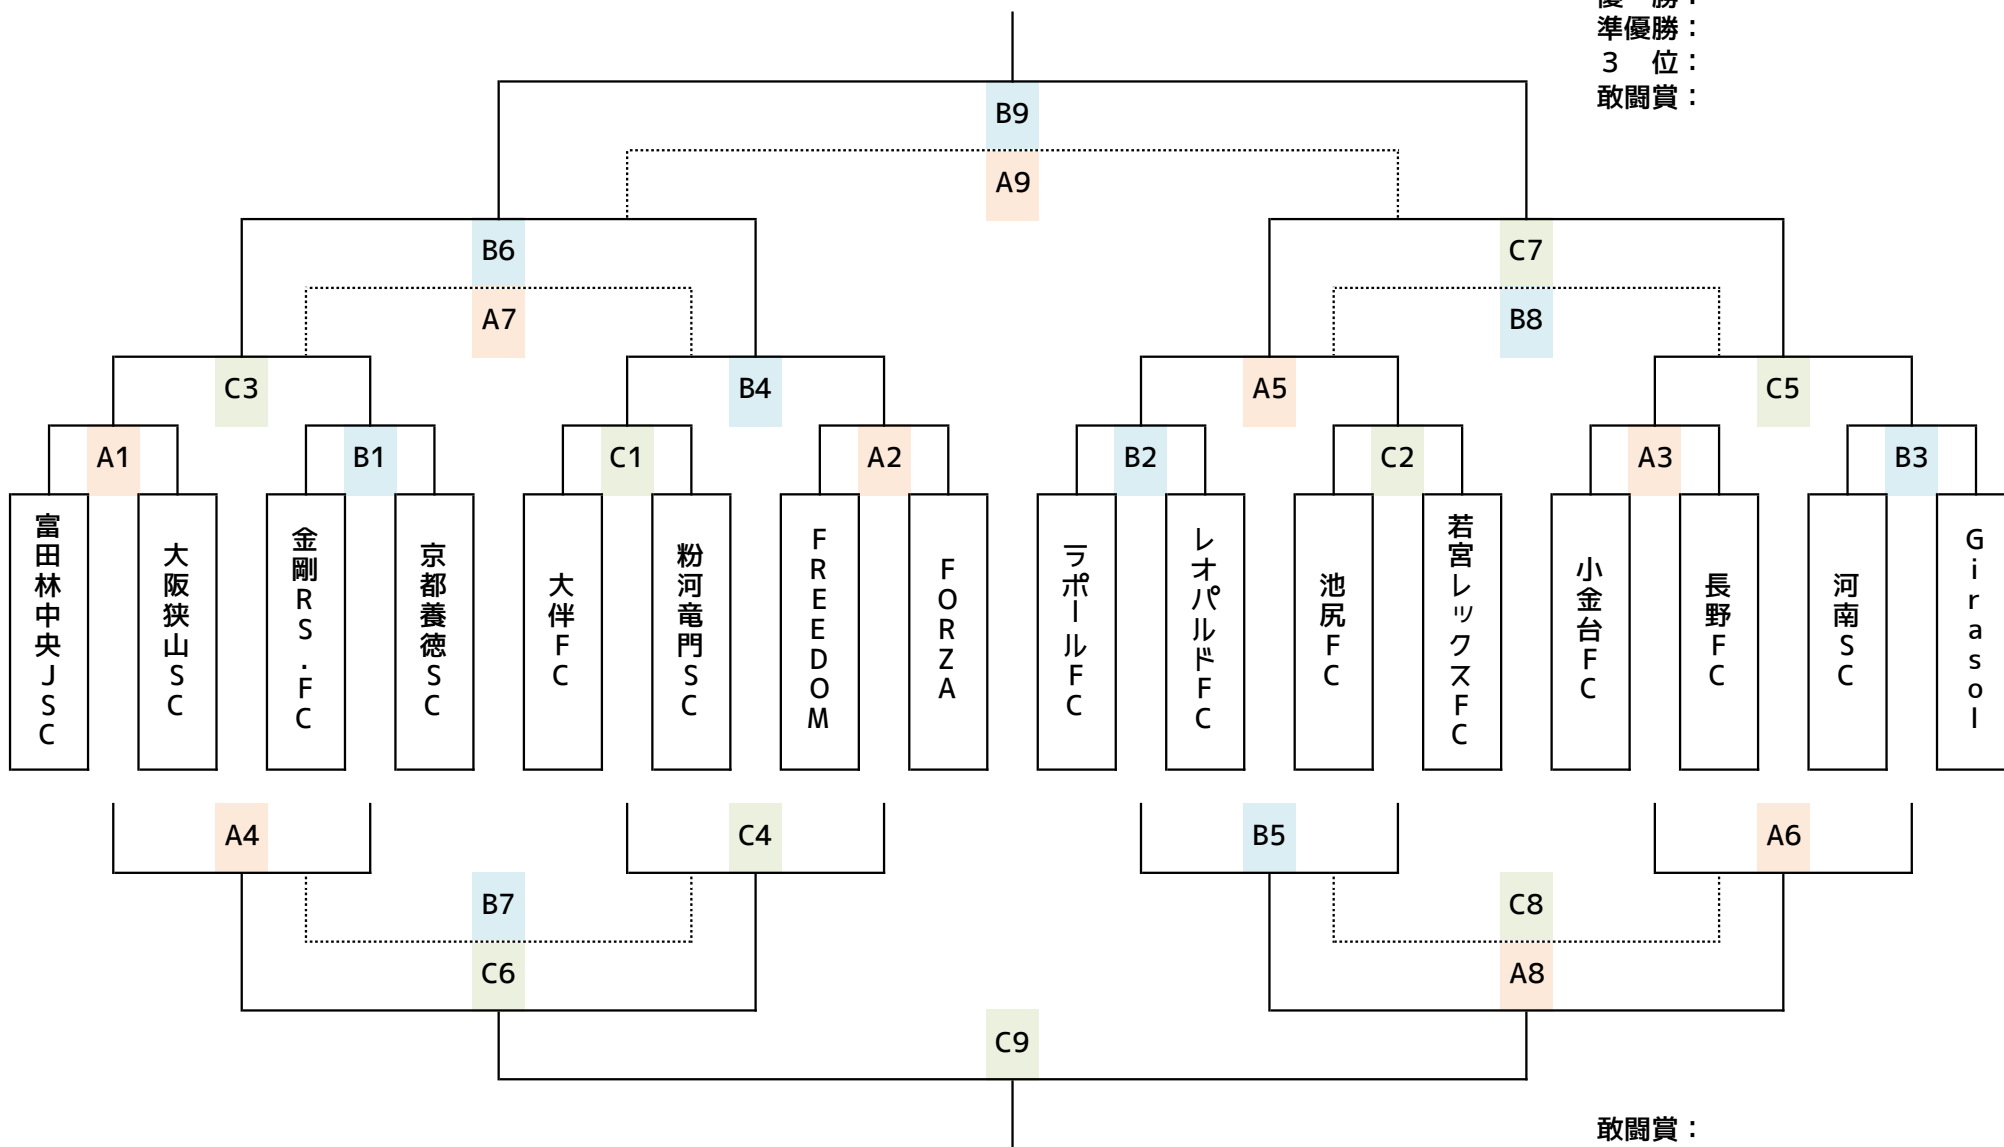 優　勝：
準優勝：
３　位：
敢闘賞：
B9
A9
B6
C7
A7
B8
C3
B4
A5
C5
A1
B1
C1
A2
B2
C2
A3
B3
富田林中央JSC
大阪狭山SC
金剛RS.FC
京都養徳SC
大伴FC
粉河竜門SC
FREEDOM
FORZA
ラポールFC
レオパルドFC
池尻FC
若宮レックスFC
小金台FC
長野FC
河南SC
Girasol
A4
C4
B5
A6
B7
C8
C6
A8
C9
敢闘賞：